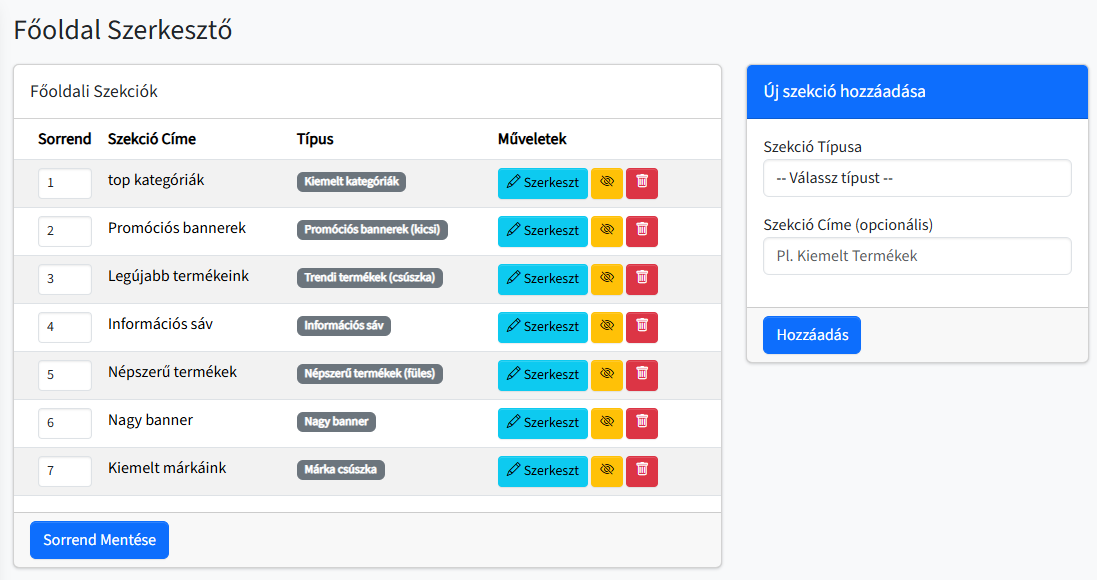 Főoldal Szerkesztő
Főoldali Szekciók
Sorrend Szekció Címe Típus Műveletek
1 top kategóriák Kiemelt kategóriák Szerkeszt
2 Promóciós bannerek Promóciós bannerek (kicsi) Szerkeszt
3 Legújabb termékeink Trendi termékek (csúszka) Szerkeszt
4 Információs sáv Információs sáv Szerkeszt
5 Népszerű termékek Népszerű termékek (füles) Szerkeszt
6 Nagy banner Nagy banner Szerkeszt
7 Kiemelt márkáink Márka csúszka Szerkeszt
Sorrend Mentése
Új szekció hozzáadása
Szekció Típusa
-- Válassz típust --
Szekció Címe (opcionális)
Pl. Kiemelt Termékek
Hozzáadás